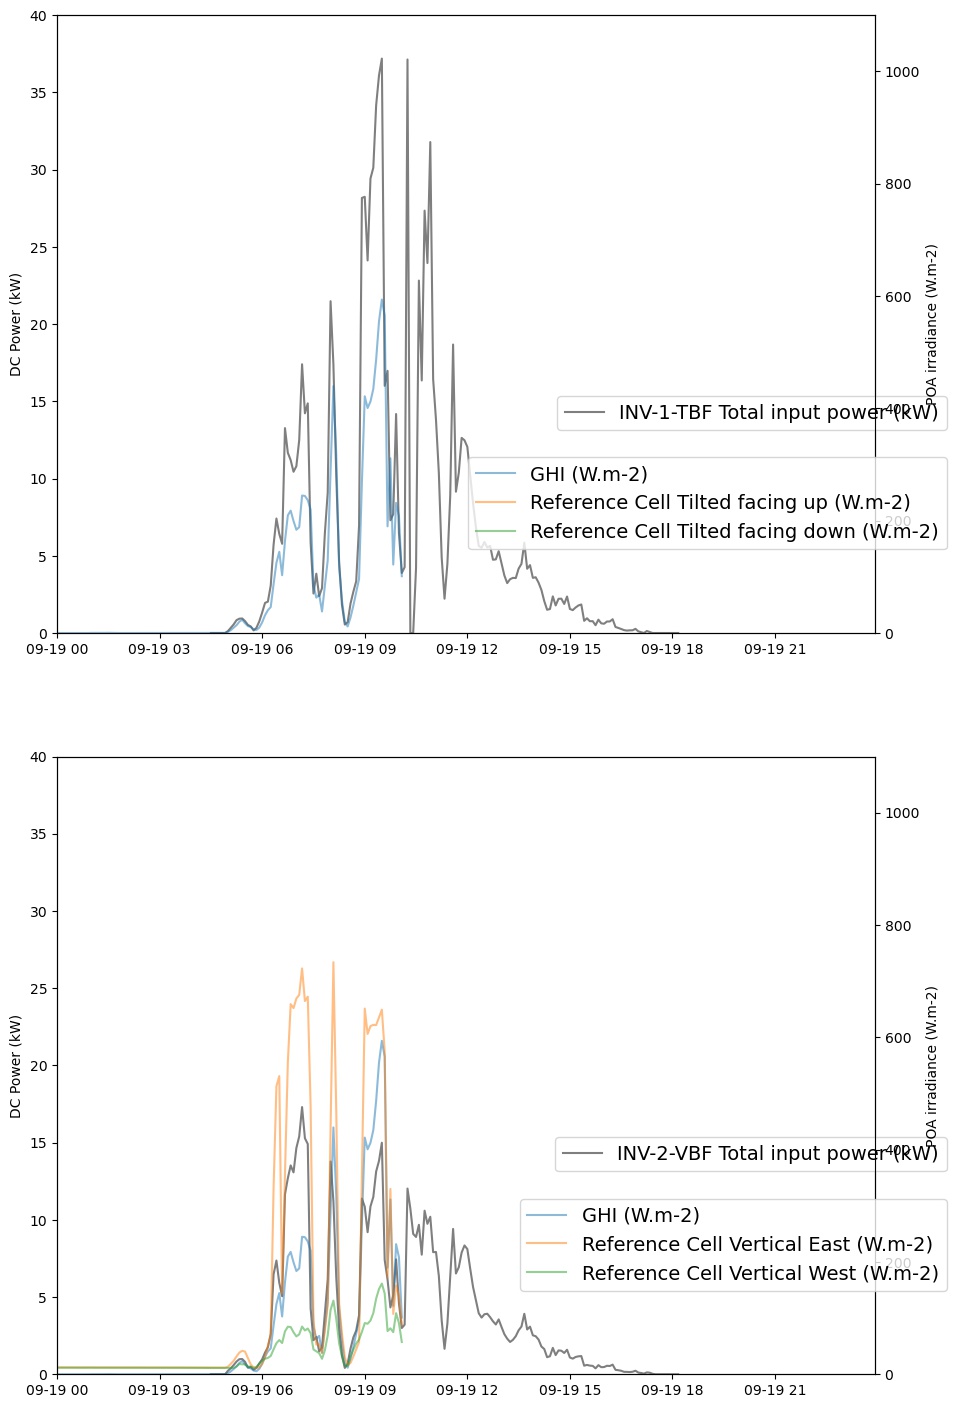 40
35
30
25
20
15
10
5
0
DC Power (kW)
1000
800
600
400
200
0
POA irradiance (W.m-2)
INV-1-TBF Total input power (kW)
GHI (W.m-2)
Reference Cell Tilted facing up (W.m-2)
Reference Cell Tilted facing down (W.m-2)
09-19 00 09-19 03 09-19 06 09-19 09 09-19 12 09-19 15 09-19 18 09-19 21
40
35
30
25
20
15
10
5
0
DC Power (kW)
1000
800
600
400
200
0
POA irradiance (W.m-2)
INV-2-VBF Total input power (kW)
GHI (W.m-2)
Reference Cell Vertical East (W.m-2)
Reference Cell Vertical West (W.m-2)
09-19 00 09-19 03 09-19 06 09-19 09 09-19 12 09-19 15 09-19 18 09-19 21